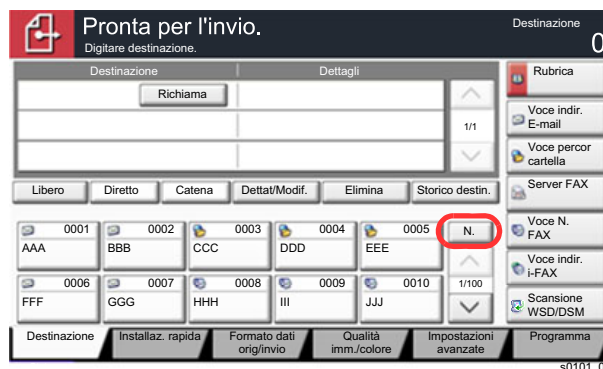 Pronta per l'invio.
Digitare destinazione.
Destinazione
0
Destinazione Dettagli
Richiama
1/1
Libero Diretto Catena Dettat/Modif. Elimina Storico destin.
0001 0002 0003 0004 0005 N.
AAA BBB CCC DDD EEE
0006 0007 0008 0009 0010 1/100
FFF GGG HHH III JJJ
Rubrica
Voce indir.
E-mail
Voce percor
cartella
Server FAX
Voce N.
FAX
Voce indir.
i-FAX
Scansione
WSD/DSM
Destinazione Installaz. rapida Formato dati
orig/invio Qualità
imm./colore Impostazioni
avanzate Programma
s0101_0